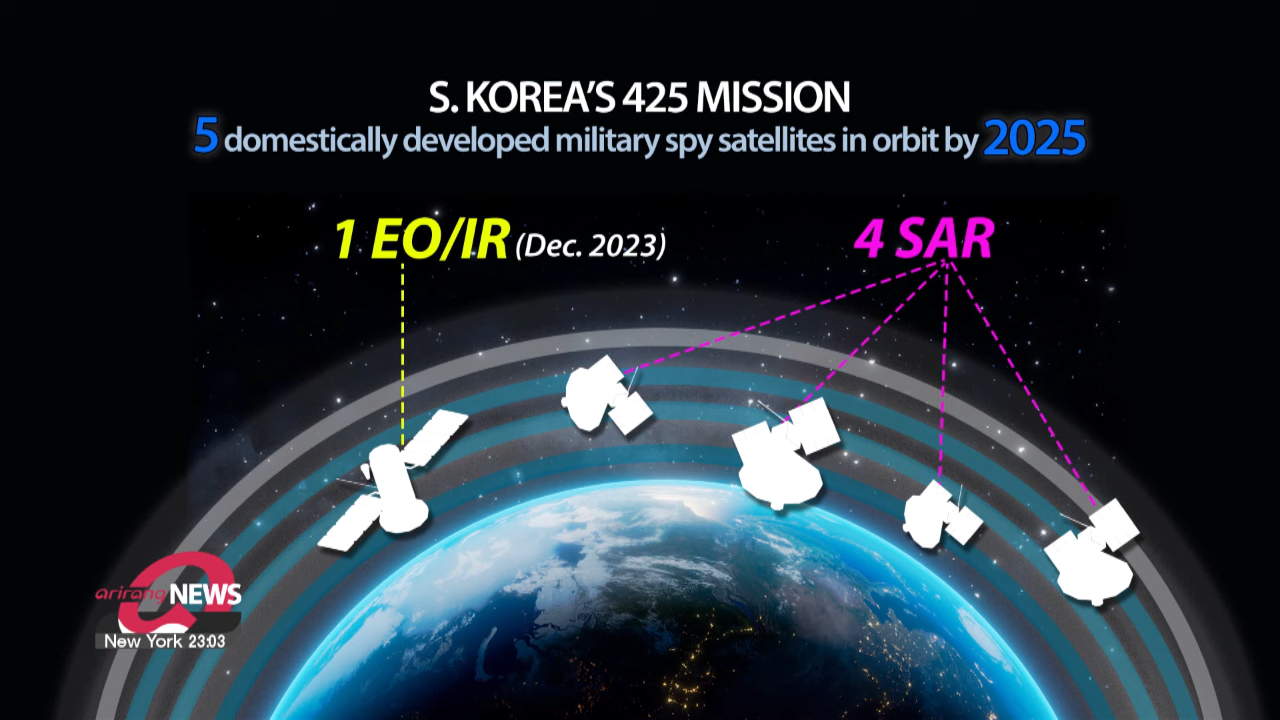 S. KOREA'S 425 MISSION
5 domestically developed military spy satellites in orbit by 2025
1 EO/IR (Dec. 2023)
4 SAR
arirang NEWS
New York 23:03